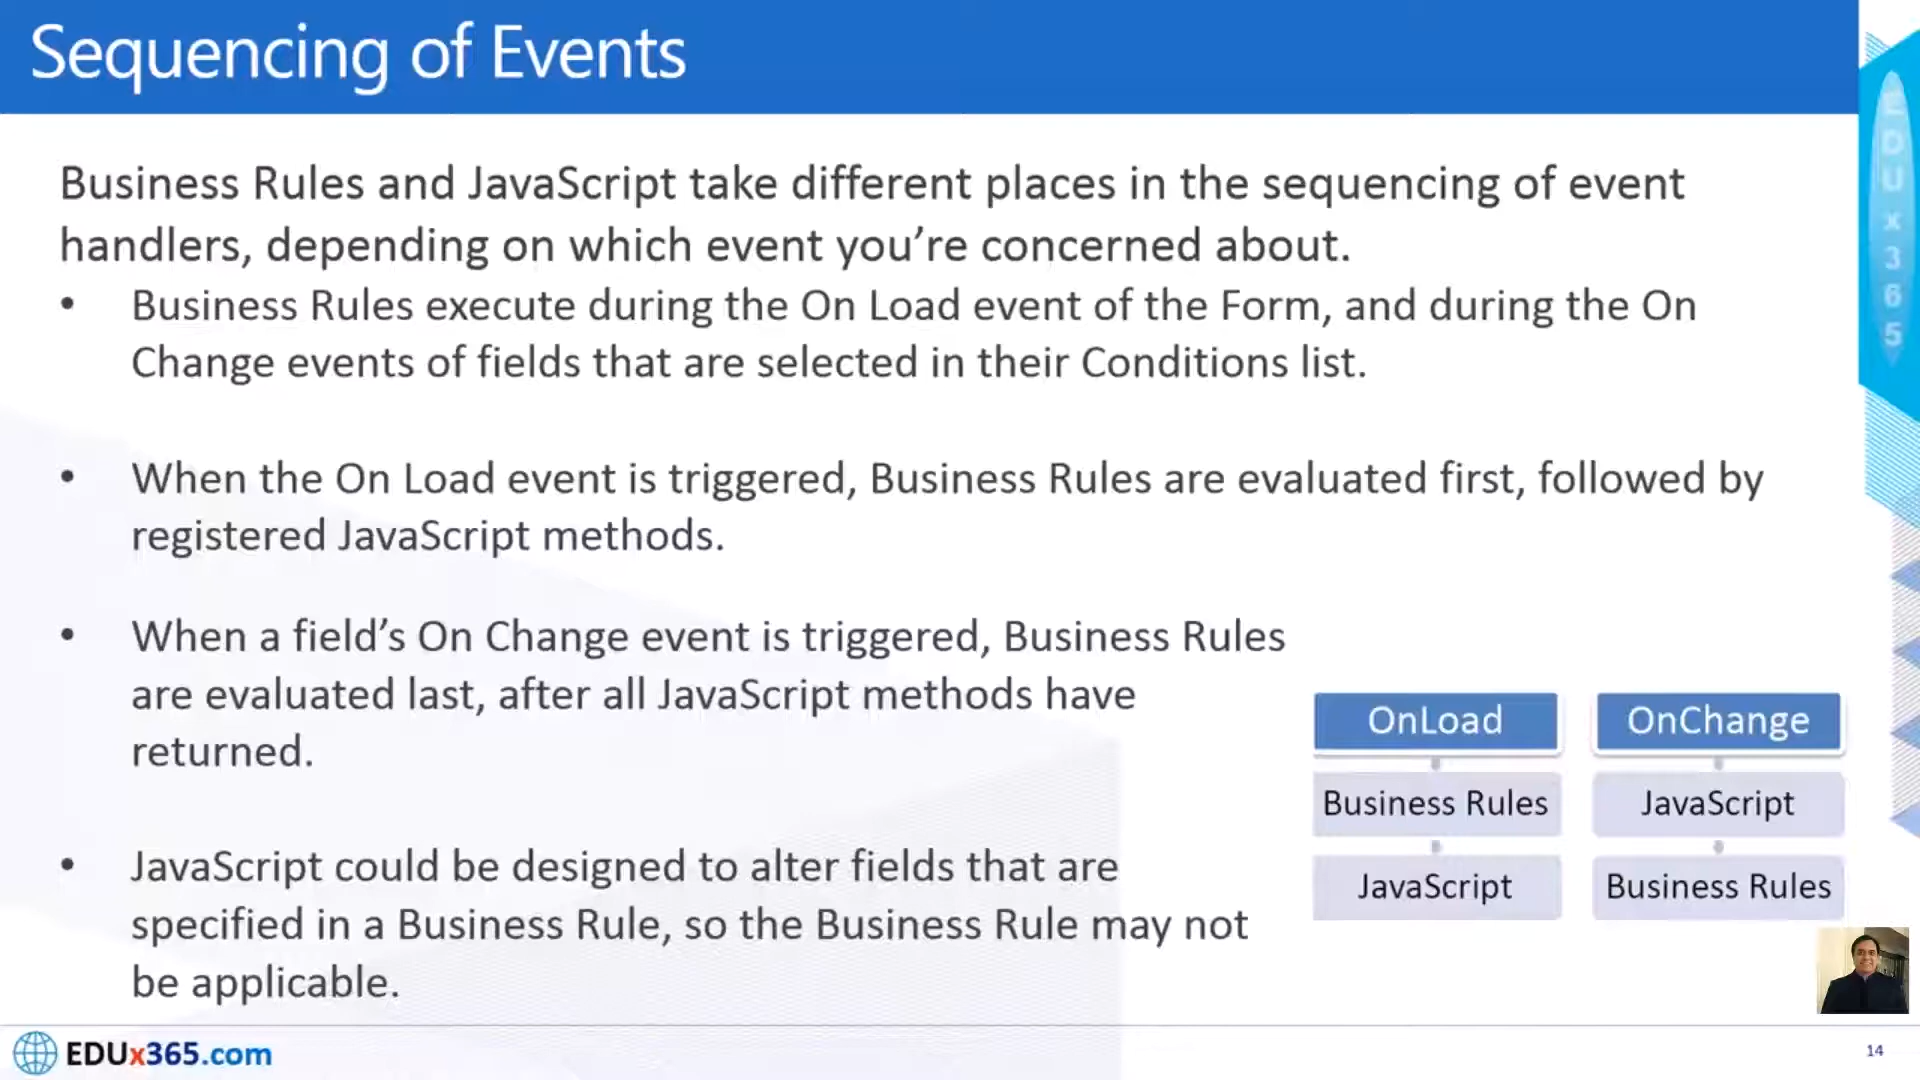 Sequencing of Events
Business Rules and JavaScript take different places in the sequencing of event
handlers, depending on which event you’re concerned about.
• Business Rules execute during the On Load event of the Form, and during the On
Change events of fields that are selected in their Conditions list.
• When the On Load event is triggered, Business Rules are evaluated first, followed by
registered JavaScript methods.
• When a field’s On Change event is triggered, Business Rules
are evaluated last, after all JavaScript methods have
returned.
• JavaScript could be designed to alter fields that are
specified in a Business Rule, so the Business Rule may not
be applicable.
OnLoad
Business Rules
JavaScript
OnChange
JavaScript
Business Rules
EDUx365
EDUx365.com
14